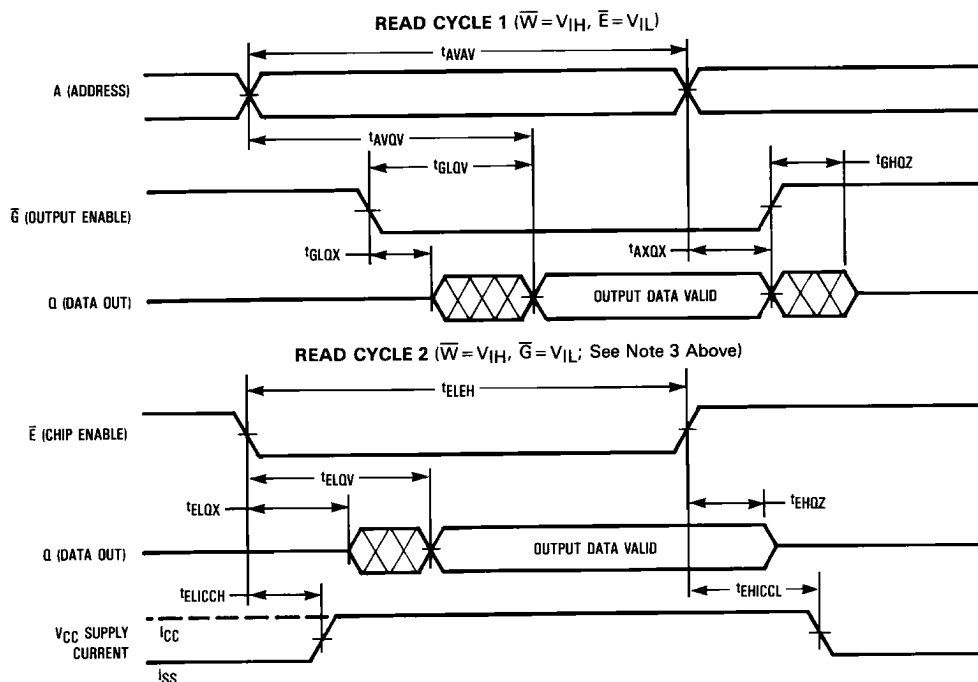 READ CYCLE 1 (W̅ = VIH, E̅ = VIL)
tAVAV
A (ADDRESS)
tAVQV
tGLQV
tGHQZ
G̅ (OUTPUT ENABLE)
tGLQX
tAXQX
Q (DATA OUT)
OUTPUT DATA VALID
READ CYCLE 2 (W̅ = VIH, G̅ = VIL; See Note 3 Above)
tELEH
E̅ (CHIP ENABLE)
tELQV
tELQX
tEHQZ
Q (DATA OUT)
OUTPUT DATA VALID
tELICCH
tEHICCL
ICC
VCC SUPPLY
CURRENT
ISS